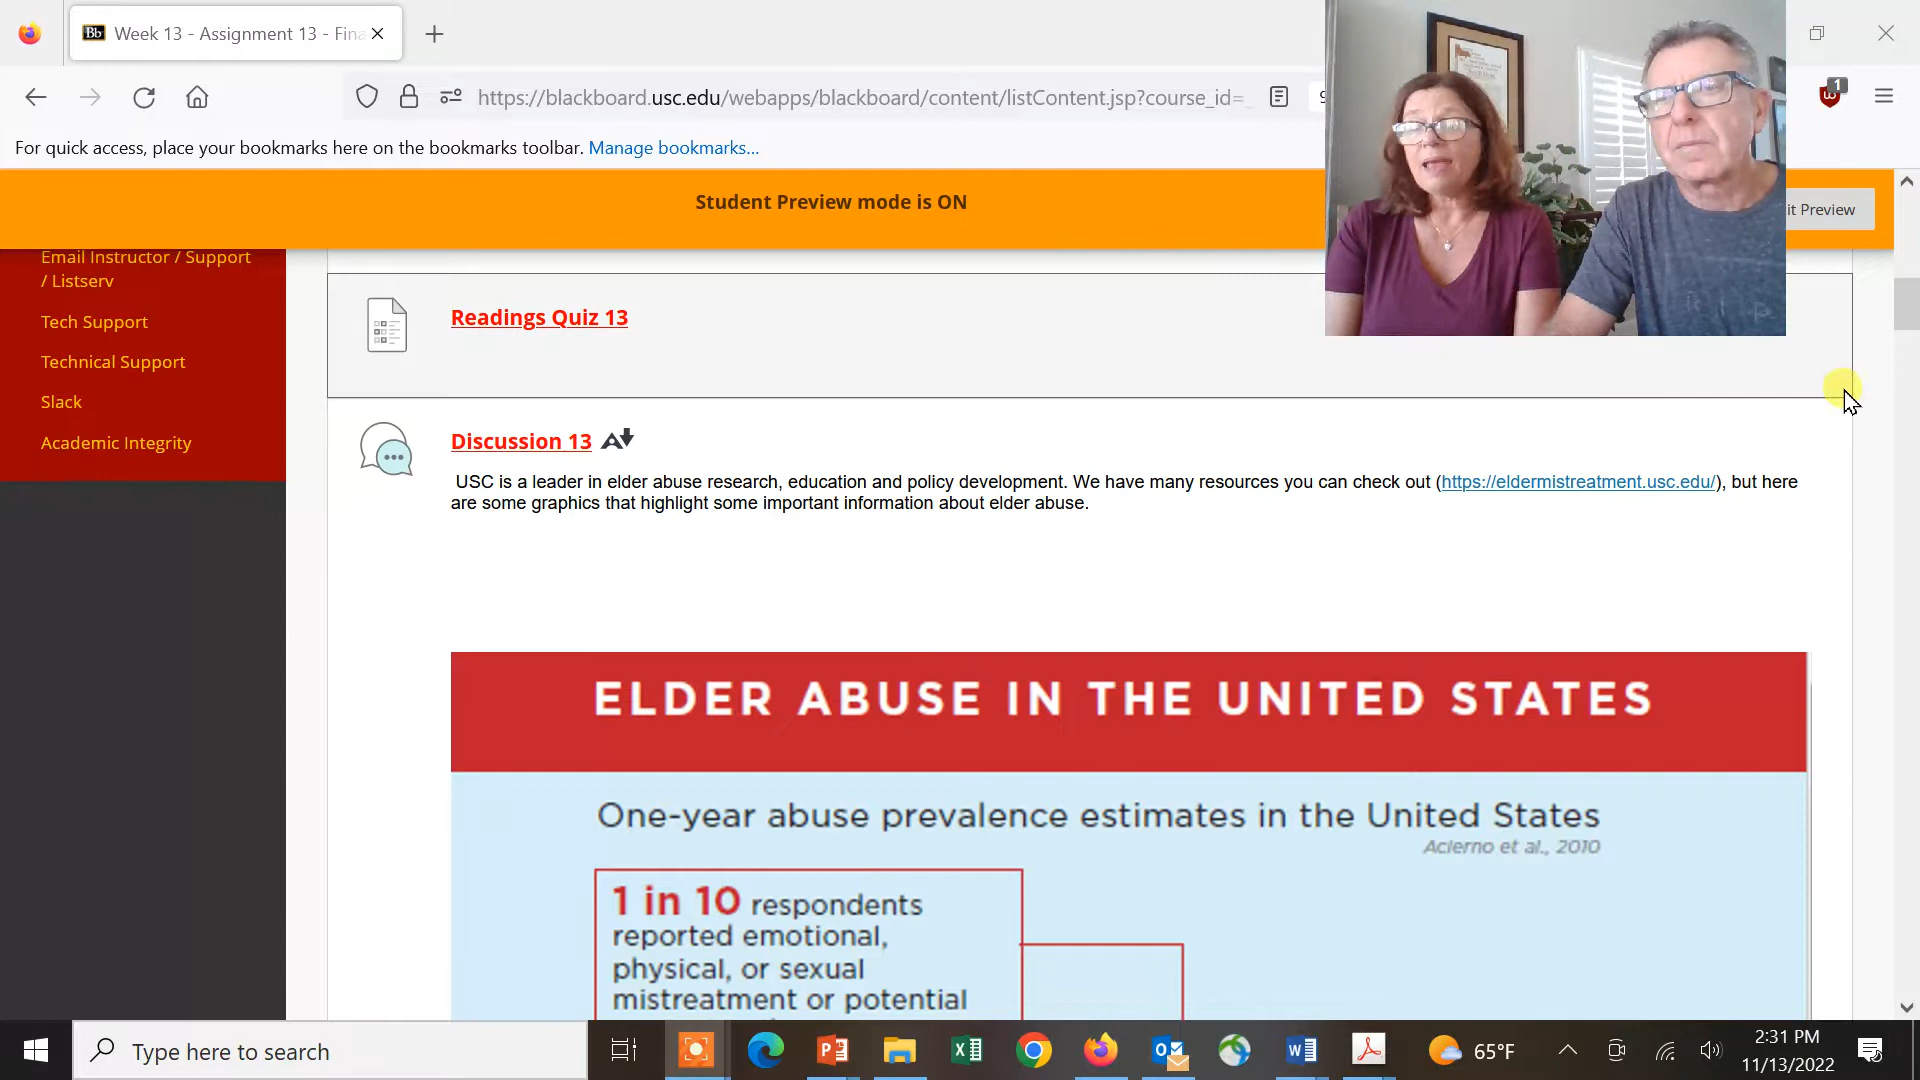 Week 13 - Assignment 13 - Fina
https://blackboard.usc.edu/webapps/blackboard/content/listContent.jsp?course_id=_
9
1
For quick access, place your bookmarks here on the bookmarks toolbar. Manage bookmarks...
Student Preview mode is ON
it Preview
Email Instructor / Support
/ Listserv
Tech Support
Technical Support
Slack
Academic Integrity
Readings Quiz 13
Discussion 13
USC is a leader in elder abuse research, education and policy development. We have many resources you can check out (https://eldermistreatment.usc.edu/), but here
are some graphics that highlight some important information about elder abuse.
ELDER ABUSE IN THE UNITED STATES
One-year abuse prevalence estimates in the United States
Acierno et al., 2010
1 in 10 respondents
reported emotional,
physical, or sexual
mistreatment or potential
Type here to search
65°F
2:31 PM
11/13/2022